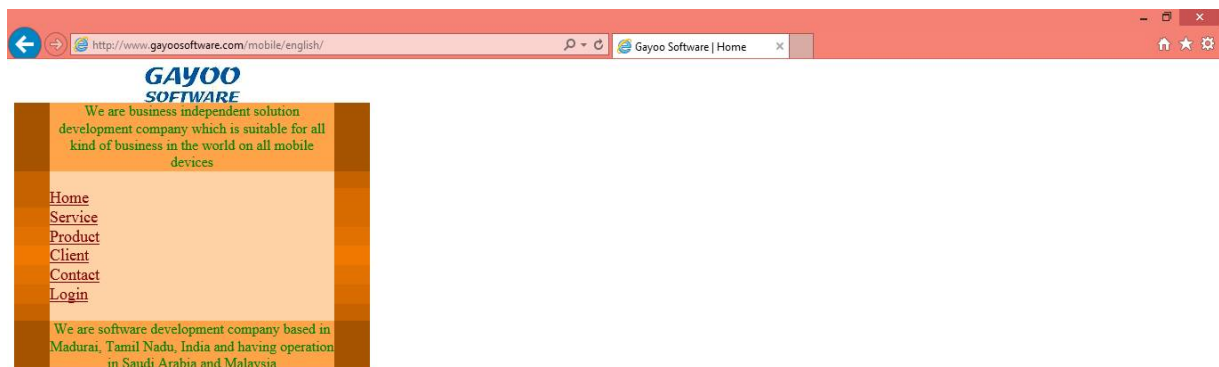 http://www.gayoosoftware.com/mobile/english/
Gayoo Software | Home
GAYOO
SOFTWARE
We are business independent solution
development company which is suitable for all
kind of business in the world on all mobile
devices
Home
Service
Product
Client
Contact
Login
We are software development company based in
Madurai, Tamil Nadu, India and having operation
in Saudi Arabia and Malaysia